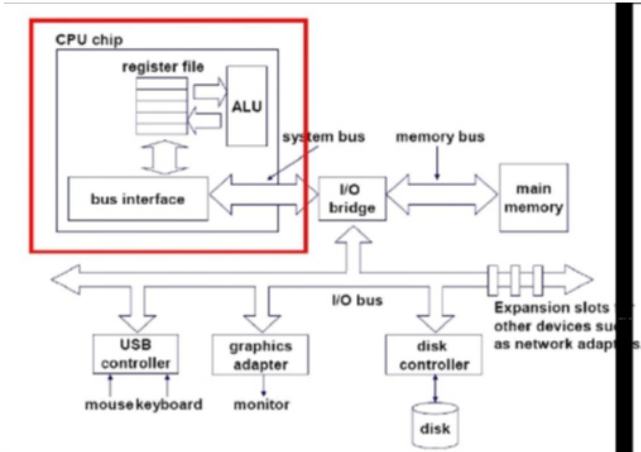 CPU chip
register file
ALU
system bus
memory bus
bus interface
I/O
bridge
main
memory
I/O bus
Expansion slots
other devices
as network adapters
USB
controller
graphics
adapter
disk
controller
mouse keyboard
monitor
disk